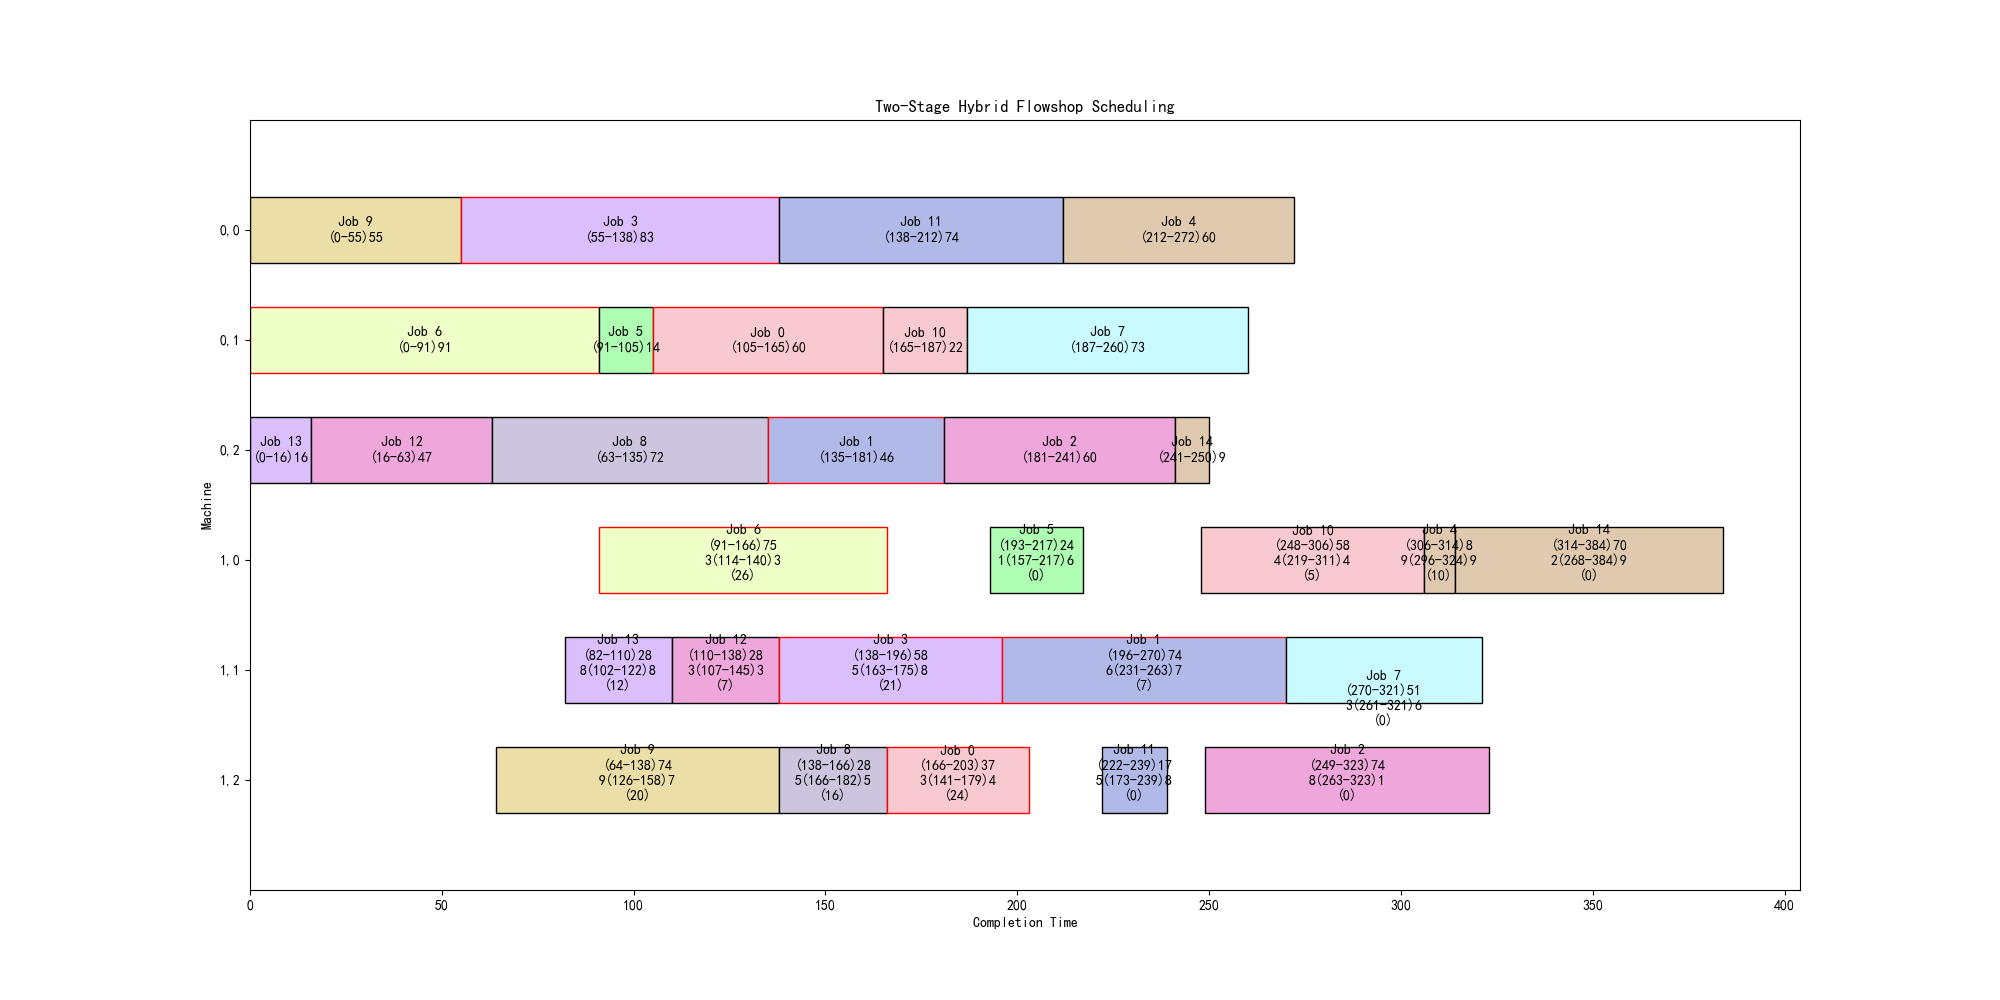 Two-Stage Hybrid Flowshop Scheduling
Machine
0,0
Job 9
(0-55)55
Job 3
(55-138)83
Job 11
(138-212)74
Job 4
(212-272)60
0,1
Job 6
(0-91)91
Job 5
(91-105)14
Job 0
(105-165)60
Job 10
(165-187)22
Job 7
(187-260)73
0,2
Job 13
(0-16)16
Job 12
(16-63)47
Job 8
(63-135)72
Job 1
(135-181)46
Job 2
(181-241)60
Job 14
(241-250)9
1,0
Job 6
(91-166)75
3(114-140)3
(26)
Job 5
(193-217)24
1(157-217)6
(0)
Job 10
(248-306)58
4(219-311)4
(5)
Job 4
(306-314)8
9(296-324)9
(10)
Job 14
(314-384)70
2(268-384)9
(0)
1,1
Job 13
(82-110)28
8(102-122)8
(12)
Job 12
(110-138)28
3(107-145)3
(7)
Job 3
(138-196)58
5(163-175)8
(21)
Job 1
(196-270)74
6(231-263)7
(7)
Job 7
(270-321)51
3(261-321)6
(0)
1,2
Job 9
(64-138)74
9(126-158)7
(20)
Job 8
(138-166)28
5(166-182)5
(16)
Job 0
(166-203)37
3(141-179)4
(24)
Job 11
(222-239)17
5(173-239)8
(0)
Job 2
(249-323)74
8(263-323)1
(0)
0
50
100
150
200
250
300
350
400
Completion Time